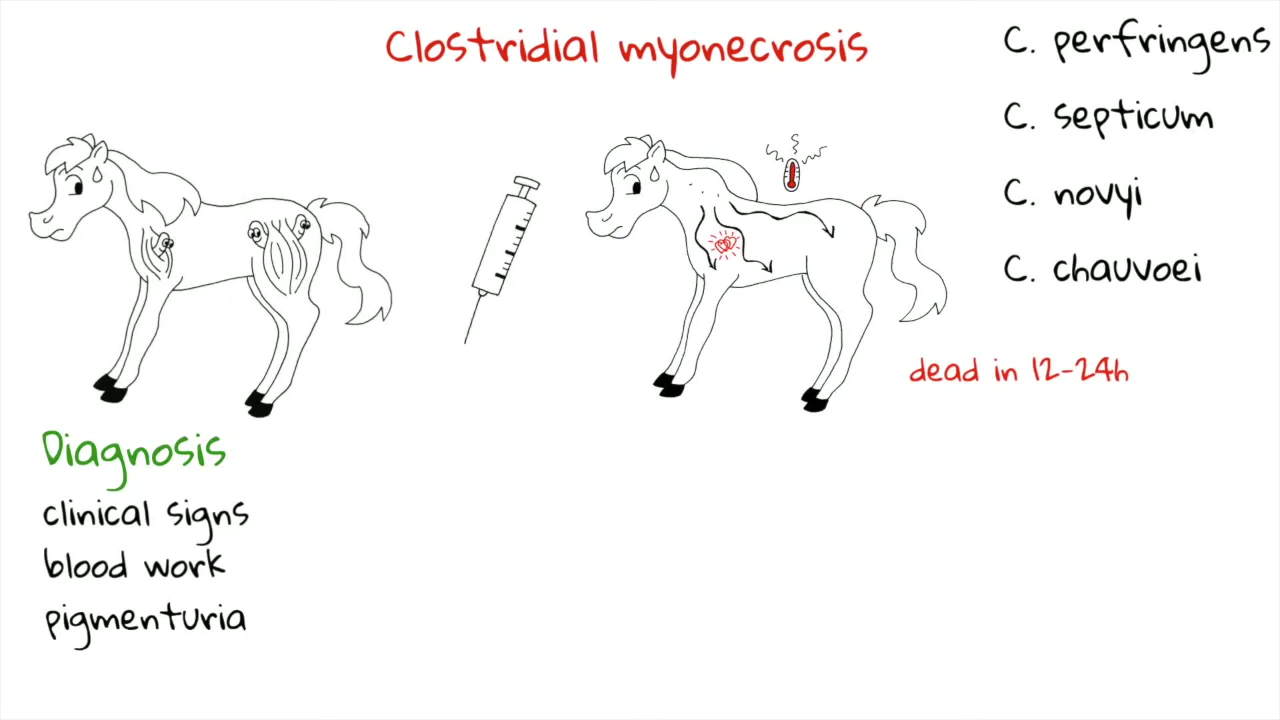 Clostridial myonecrosis
C. perfringens
C. septicum
C. novyi
C. chauvoei
dead in 12-24h
Diagnosis
clinical signs
blood work
pigmenturia